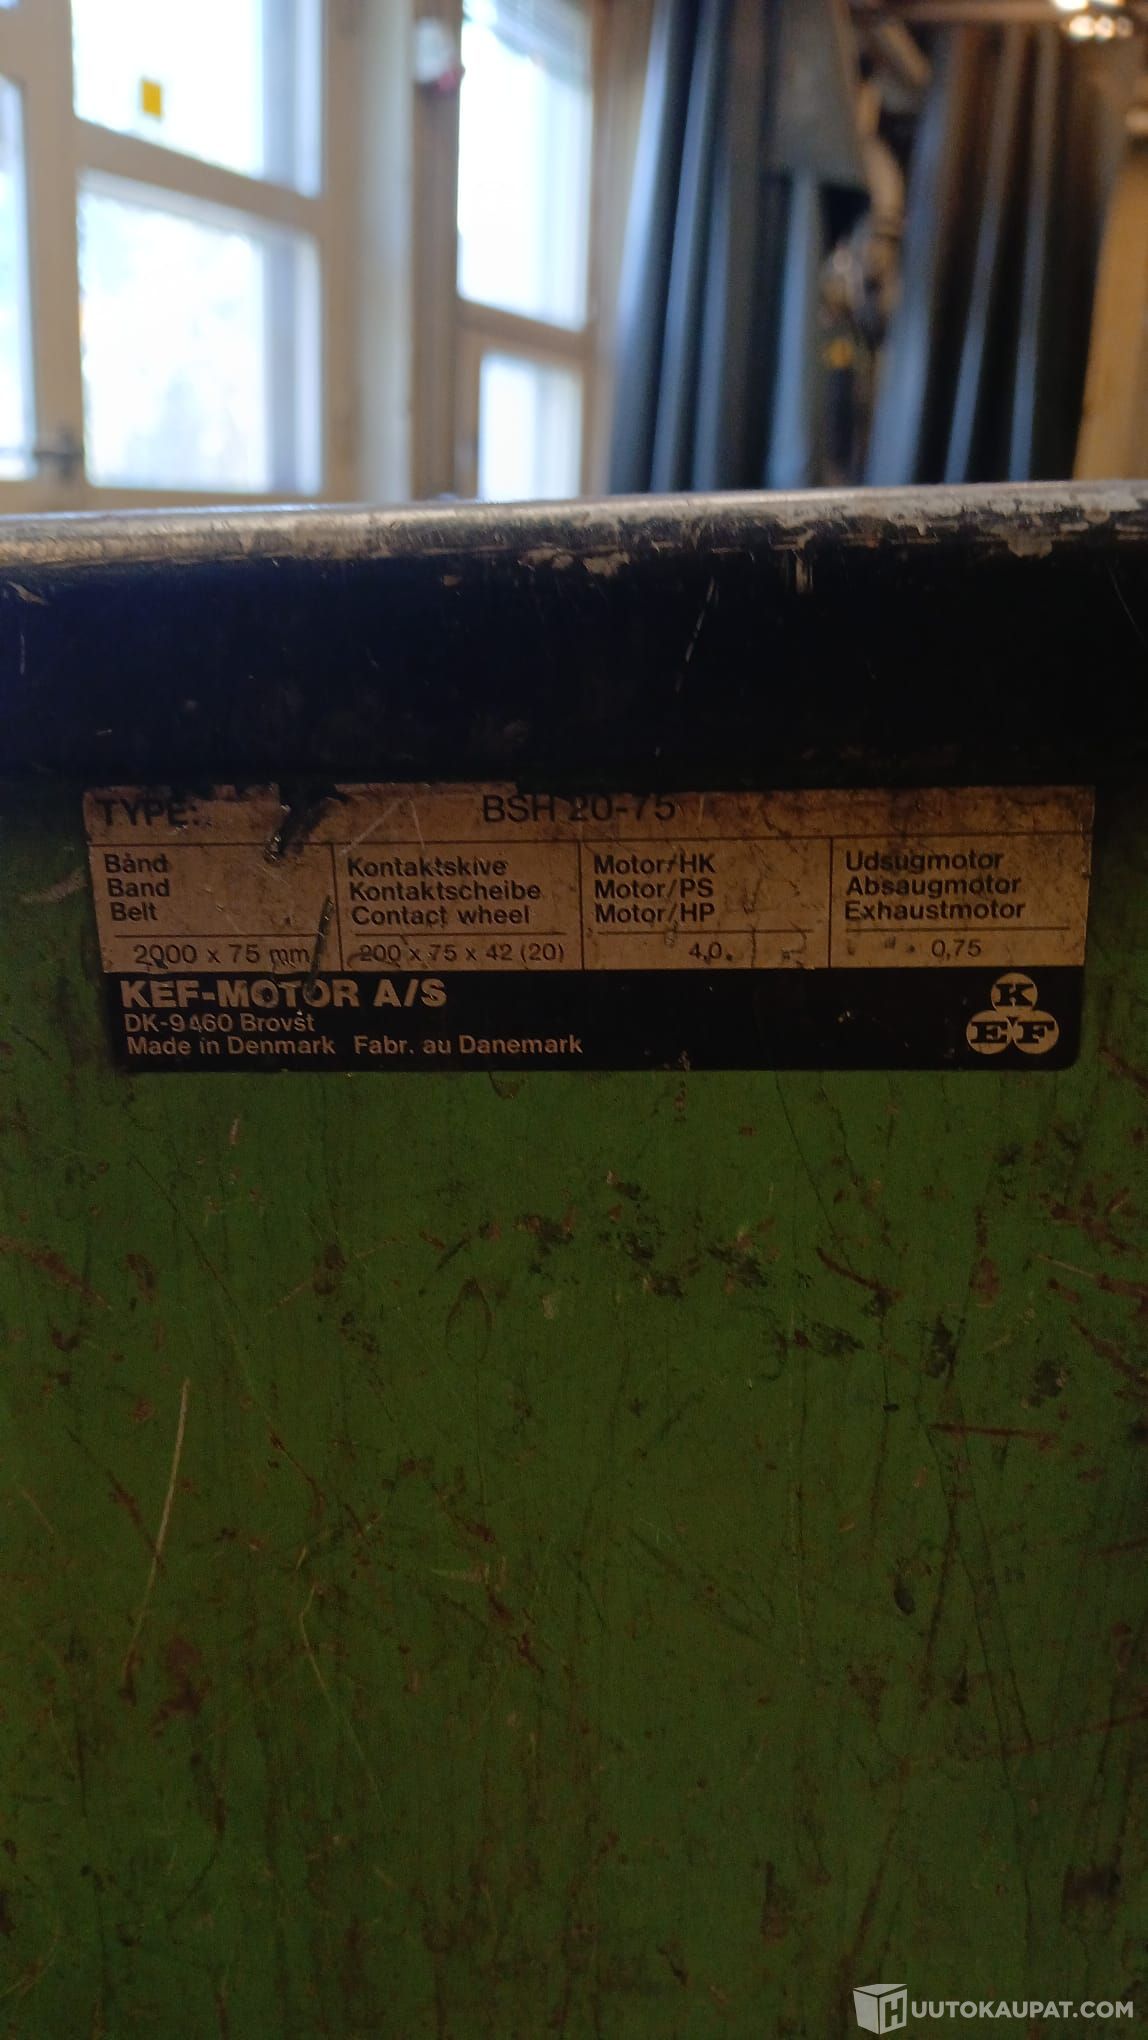 TYPE: BSH 20-75
Bånd Kontaktskive Motor/HK Udsugmotor
Band Kontaktscheibe Motor/PS Absaugmotor
Belt Contact wheel Motor/HP Exhaustmotor
2000 x 75 mm 200 x 75 x 42 (20) 4,0 0,75
KEF-MOTOR A/S
DK-9460 Brovst
Made in Denmark Fabr. au Danemark
K
EF
HUUTOKAUPAT.COM